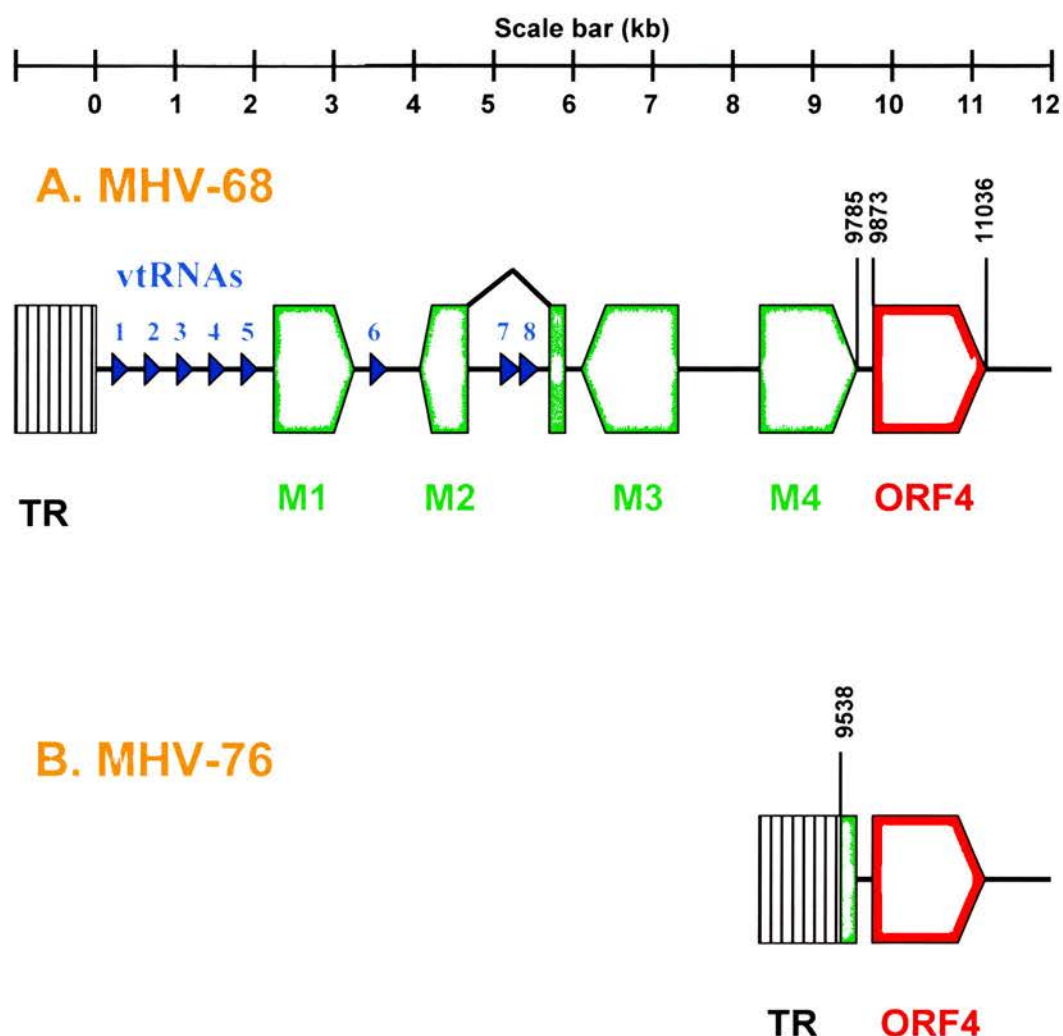 Scale bar (kb)
0 1 2 3 4 5 6 7 8 9 10 11 12
A. MHV-68
9785
9873
11036
vtRNAs
1 2 3 4 5 6 7 8
TR
M1 M2 M3 M4 ORF4
B. MHV-76
9538
TR ORF4